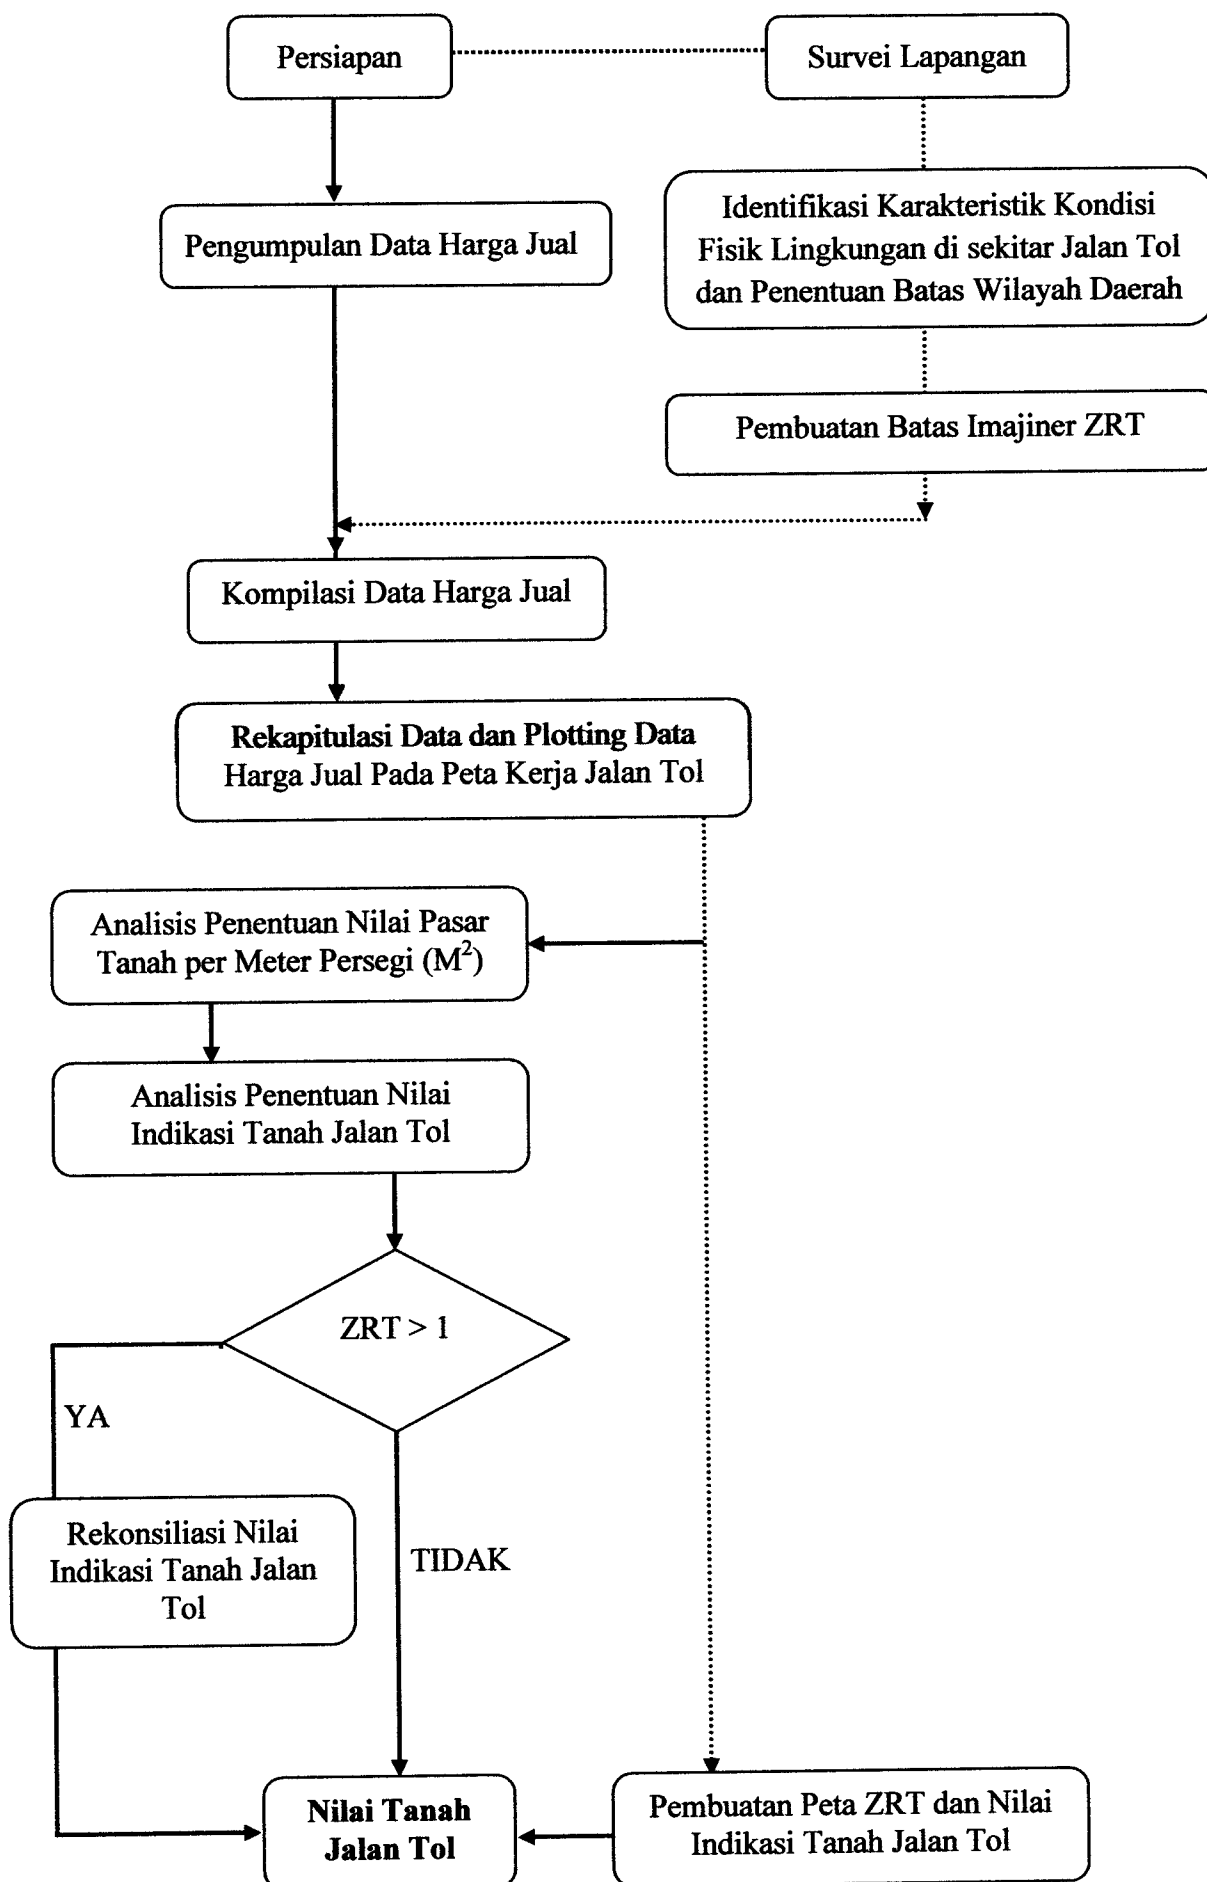 Persiapan
Survei Lapangan
Pengumpulan Data Harga Jual
Identifikasi Karakteristik Kondisi
Fisik Lingkungan di sekitar Jalan Tol
dan Penentuan Batas Wilayah Daerah
Pembuatan Batas Imajiner ZRT
Kompilasi Data Harga Jual
Rekapitulasi Data dan Plotting Data
Harga Jual Pada Peta Kerja Jalan Tol
Analisis Penentuan Nilai Pasar
Tanah per Meter Persegi (M²)
Analisis Penentuan Nilai
Indikasi Tanah Jalan Tol
ZRT > 1
YA
Rekonsiliasi Nilai
Indikasi Tanah Jalan
Tol
TIDAK
Nilai Tanah
Jalan Tol
Pembuatan Peta ZRT dan Nilai
Indikasi Tanah Jalan Tol